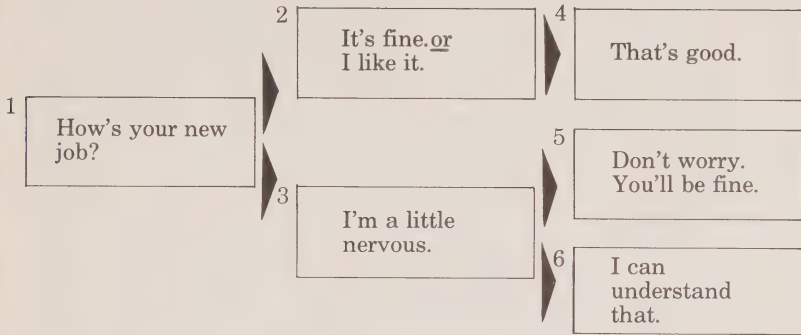 1
How's your new
job?
2
It's fine. or
I like it.
3
I'm a little
nervous.
4
That's good.
5
Don't worry.
You'll be fine.
6
I can
understand
that.